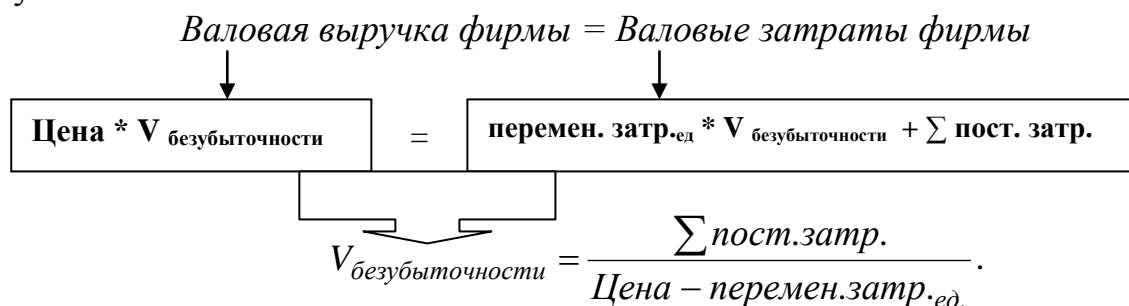 Валовая выручка фирмы = Валовые затраты фирмы
Цена * V безубыточности = перемен. затр.ед * V безубыточности + ∑ пост. затр.
∑ пост.затр.
V безубыточности = ─────────── .
Цена – перемен.затр.ед.